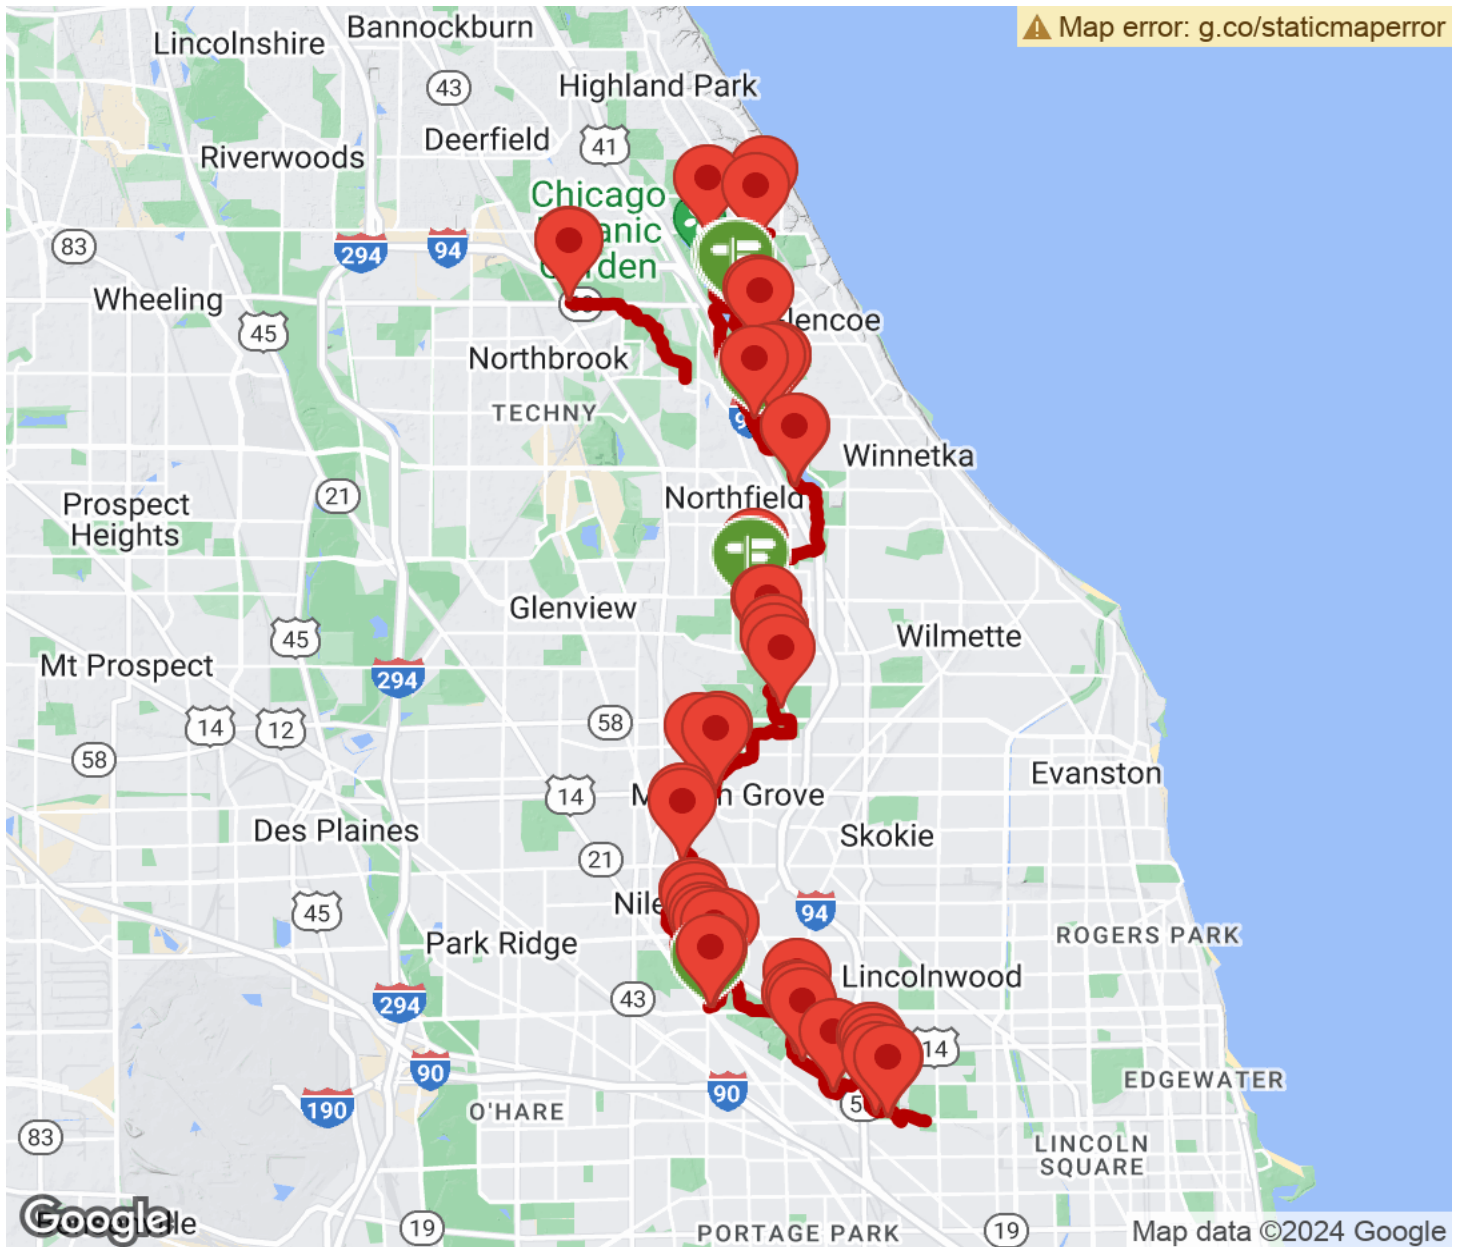 Bannockburn
Map error: g.co/staticmaperror
Lincolnshire
43
Highland Park
Deerfield
41
Riverwoods
Chicago
anic
den
83
294
94
Wheeling
45
lencoe
Northbrook
TECHNY
Winnetka
21
Northfield
Prospect
Heights
Glenview
45
Wilmette
Mt Prospect
294
14
12
58
58
Evanston
14
Grove
Des Plaines
Skokie
21
45
Nile
94
ROGERS PARK
Park Ridge
Lincolnwood
294
43
14
90
90
EDGEWATER
190
O'HARE
83
LINCOLN
SQUARE
Google
19
PORTAGE PARK
19
Map data ©2024 Google